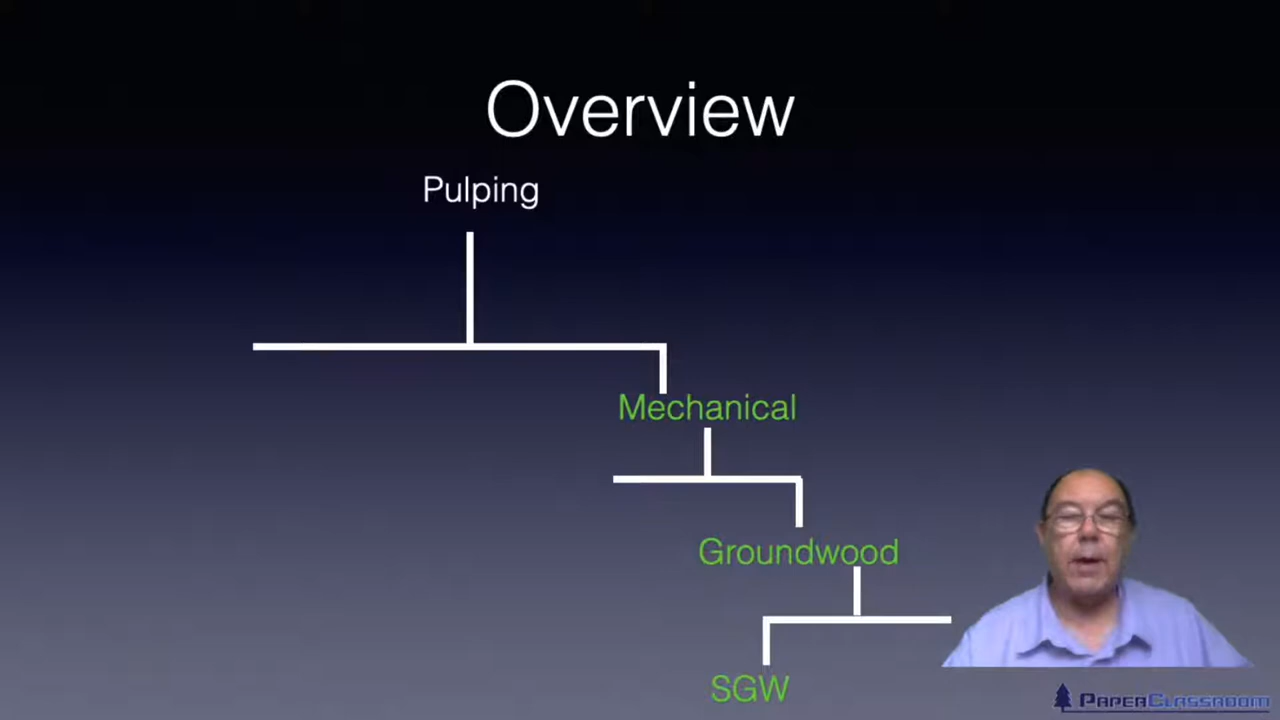 Overview
Pulping
Mechanical
Groundwood
SGW
PaperClassroom